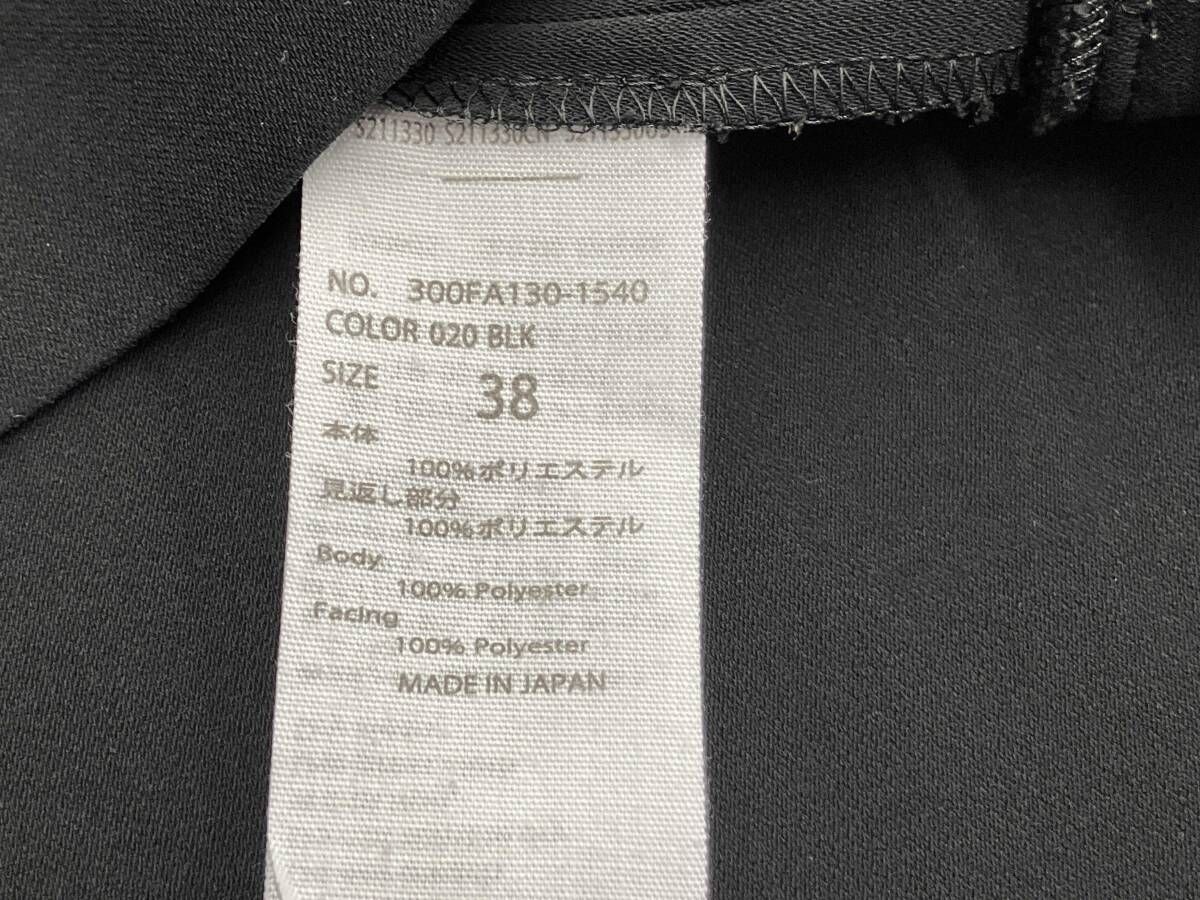 S211330
NO. 300FA130-1540
COLOR 020 BLK
SIZE 38
本体
100%ポリエステル
見返し部分
100%ポリエステル
Body
100% Polyester
Facing
100% Polyester
MADE IN JAPAN